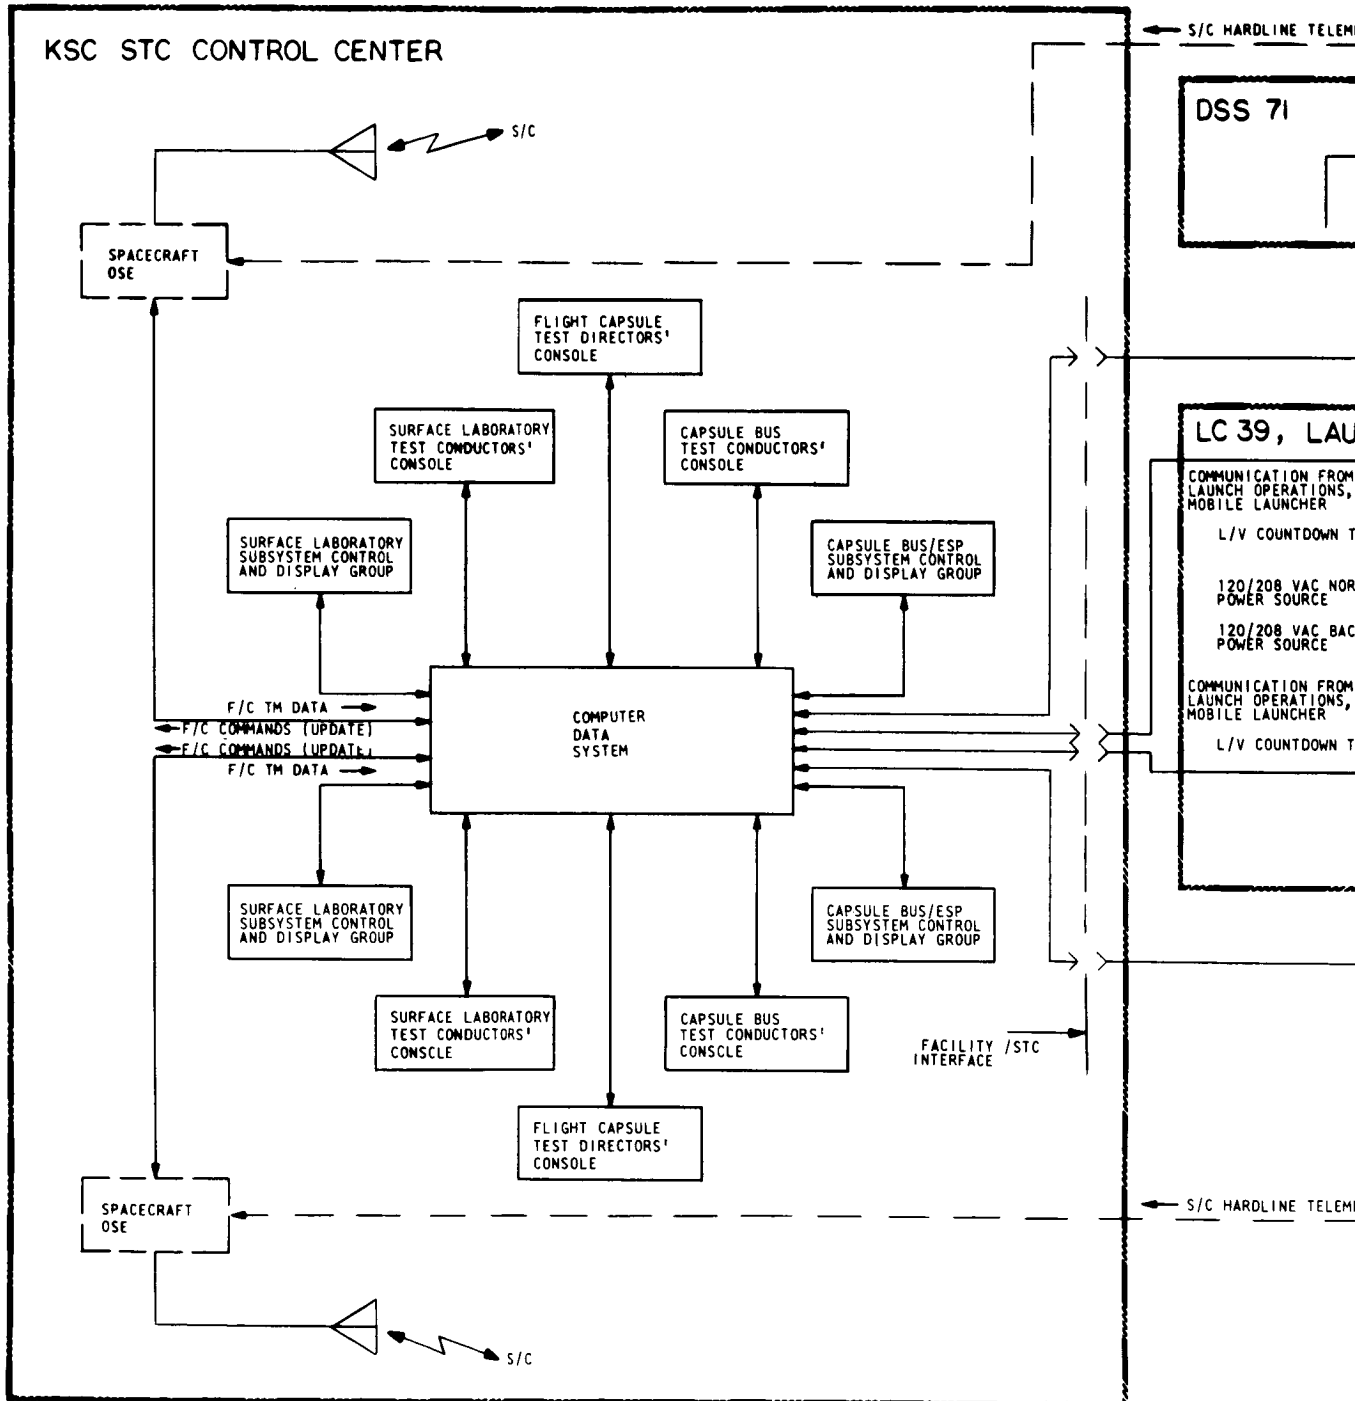 KSC STC CONTROL CENTER
S/C HARDLINE
DSS 71
S/C
SPACECRAFT
OSE
FLIGHT CAPSULE
TEST DIRECTORS'
CONSOLE
SURFACE LABORATORY
TEST CONDUCTORS'
CONSOLE
CAPSULE BUS
TEST CONDUCTORS'
CONSOLE
LC 39,
COMMUNICATION FROM
LAUNCH OPERATIONS,
MOBILE LAUNCHER
L/V COUNTDOWN
SURFACE LABORATORY
SUBSYSTEM CONTROL
AND DISPLAY GROUP
CAPSULE BUS/ESP
SUBSYSTEM CONTROL
AND DISPLAY GROUP
120/208 VAC
POWER SOURCE
120/208 VAC
POWER SOURCE
F/C TM DATA
F/C COMMANDS (UPDATE)
F/C COMMANDS (UPDATE)
F/C TM DATA
COMPUTER
DATA
SYSTEM
COMMUNICATION FROM
LAUNCH OPERATIONS,
MOBILE LAUNCHER
L/V COUNTDOWN
SURFACE LABORATORY
SUBSYSTEM CONTROL
AND DISPLAY GROUP
CAPSULE BUS/ESP
SUBSYSTEM CONTROL
AND DISPLAY GROUP
SURFACE LABORATORY
TEST CONDUCTORS'
CONSCLE
CAPSULE BUS
TEST CONDUCTORS'
CONSCLE
FACILITY /STC
INTERFACE
FLIGHT CAPSULE
TEST DIRECTORS'
CONSOLE
SPACECRAFT
OSE
S/C HARDLINE
S/C